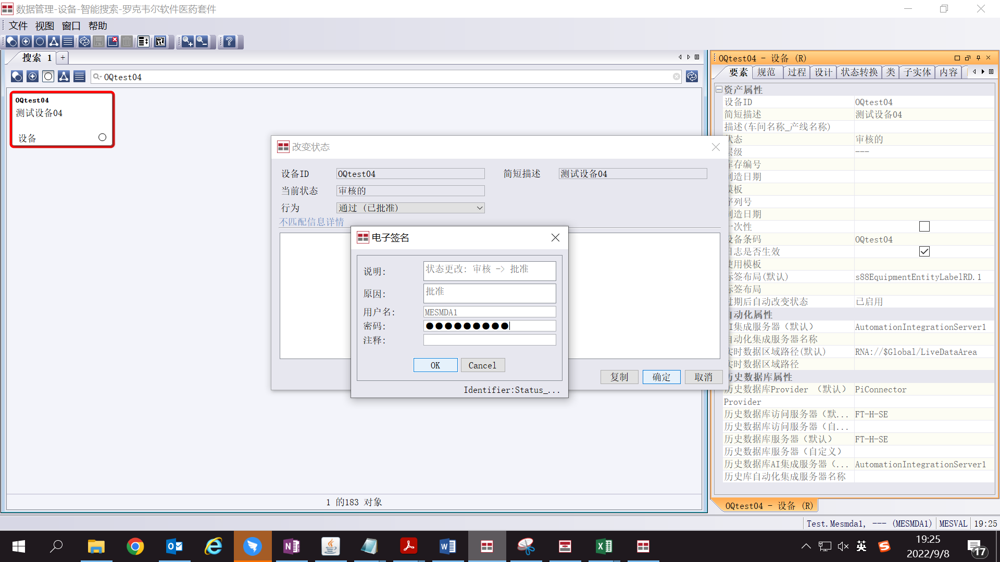 数据管理-设备-智能搜索-罗克韦尔软件医药套件
文件 视图 窗口 帮助
搜索 1 +
OQtest04
OQtest04
测试设备04
设备
1 的183 对象
改变状态
设备ID OQtest04 简短描述 测试设备04
当前状态 审核的
行为 通过 (已批准)
不匹配信息详情
复制 确定 取消
电子签名
说明: 状态更改: 审核 -> 批准
原因: 批准
用户名: MESMDA1
密码: ●●●●●●●●●
注释:
OK Cancel
Identifier:Status_...
OQtest04 - 设备 (R)
要素 规范 过程 设计 状态转换 类 子实体 内容
资产属性
设备ID OQtest04
简短描述 测试设备04
描述(车间名称_产线名称)
状态 审核的
层级 ---
库存编号
制造日期
模板
序列号
制造日期
一次性
设备条码 OQtest04
日志是否生效
使用模板
标签布局(默认) s88EquipmentEntityLabelRD.1
标签布局
过期后自动改变状态 已启用
自动化属性
AI集成服务器 (默认) AutomationIntegrationServer1
自动化集成服务器名称
实时数据区域路径(默认) RNA://$Global/LiveDataArea
实时数据区域路径
历史数据库属性
历史数据库Provider (默认) PiConnector
Provider
历史数据库访问服务器 (默... FT-H-SE
历史数据库访问服务器 (自...
历史数据库服务器 (默认) FT-H-SE
历史数据库服务器 (自定义)
历史数据库AI集成服务器 (... AutomationIntegrationServer1
历史库自动化集成服务器名称
OQtest04 - 设备 (R)
Test.Mesmda1, --- (MESMDA1) MESVAL 19:25
英
19:25
2022/9/8
17